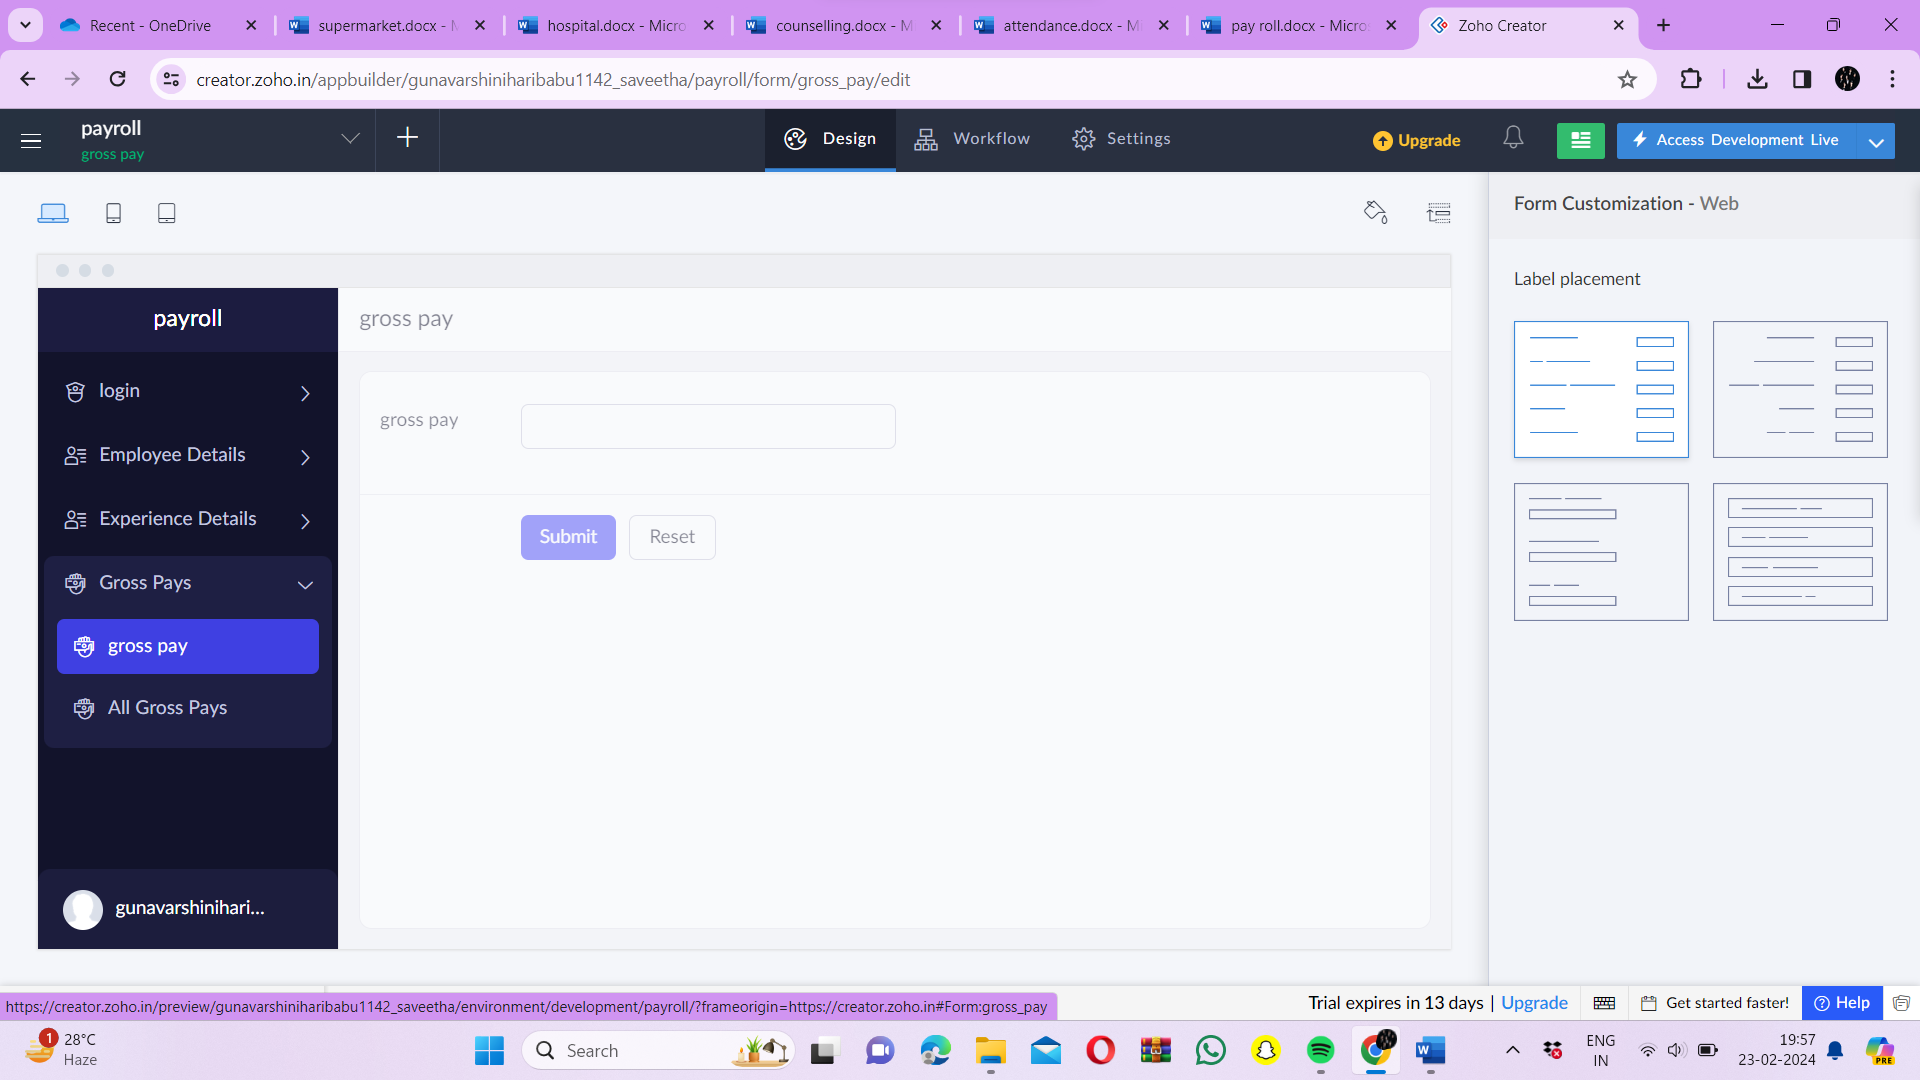 Recent - OneDrive
supermarket.docx - M
hospital.docx - Micro
counselling.docx - M
attendance.docx - Mi
pay roll.docx - Micro
Zoho Creator
creator.zoho.in/appbuilder/gunavarshiniharibabu1142_saveetha/payroll/form/gross_pay/edit
payroll
gross pay
Design
Workflow
Settings
Upgrade
Access Development Live
Form Customization - Web
Label placement
payroll
login
Employee Details
Experience Details
Gross Pays
gross pay
All Gross Pays
gunavarshinihari...
gross pay
gross pay
Submit
Reset
https://creator.zoho.in/preview/gunavarshiniharibabu1142_saveetha/environment/development/payroll/?frameorigin=https://creator.zoho.in#Form:gross_pay
Trial expires in 13 days | Upgrade
Get started faster!
Help
1
28°C
Haze
Search
ENG
IN
19:57
23-02-2024
PRE